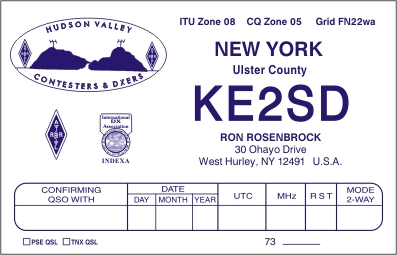 HUDSON VALLEY
CONTESTERS & DXERS
ITU Zone 08 CQ Zone 05 Grid FN22wa
NEW YORK
Ulster County
KE2SD
RON ROSENBROCK
30 Ohayo Drive
West Hurley, NY 12491 U.S.A.
International
DX
Association
INDEXA
CONFIRMING
QSO WITH
DATE
DAY MONTH YEAR
UTC
MHz
R S T
MODE
2-WAY
PSE QSL TNX QSL
73